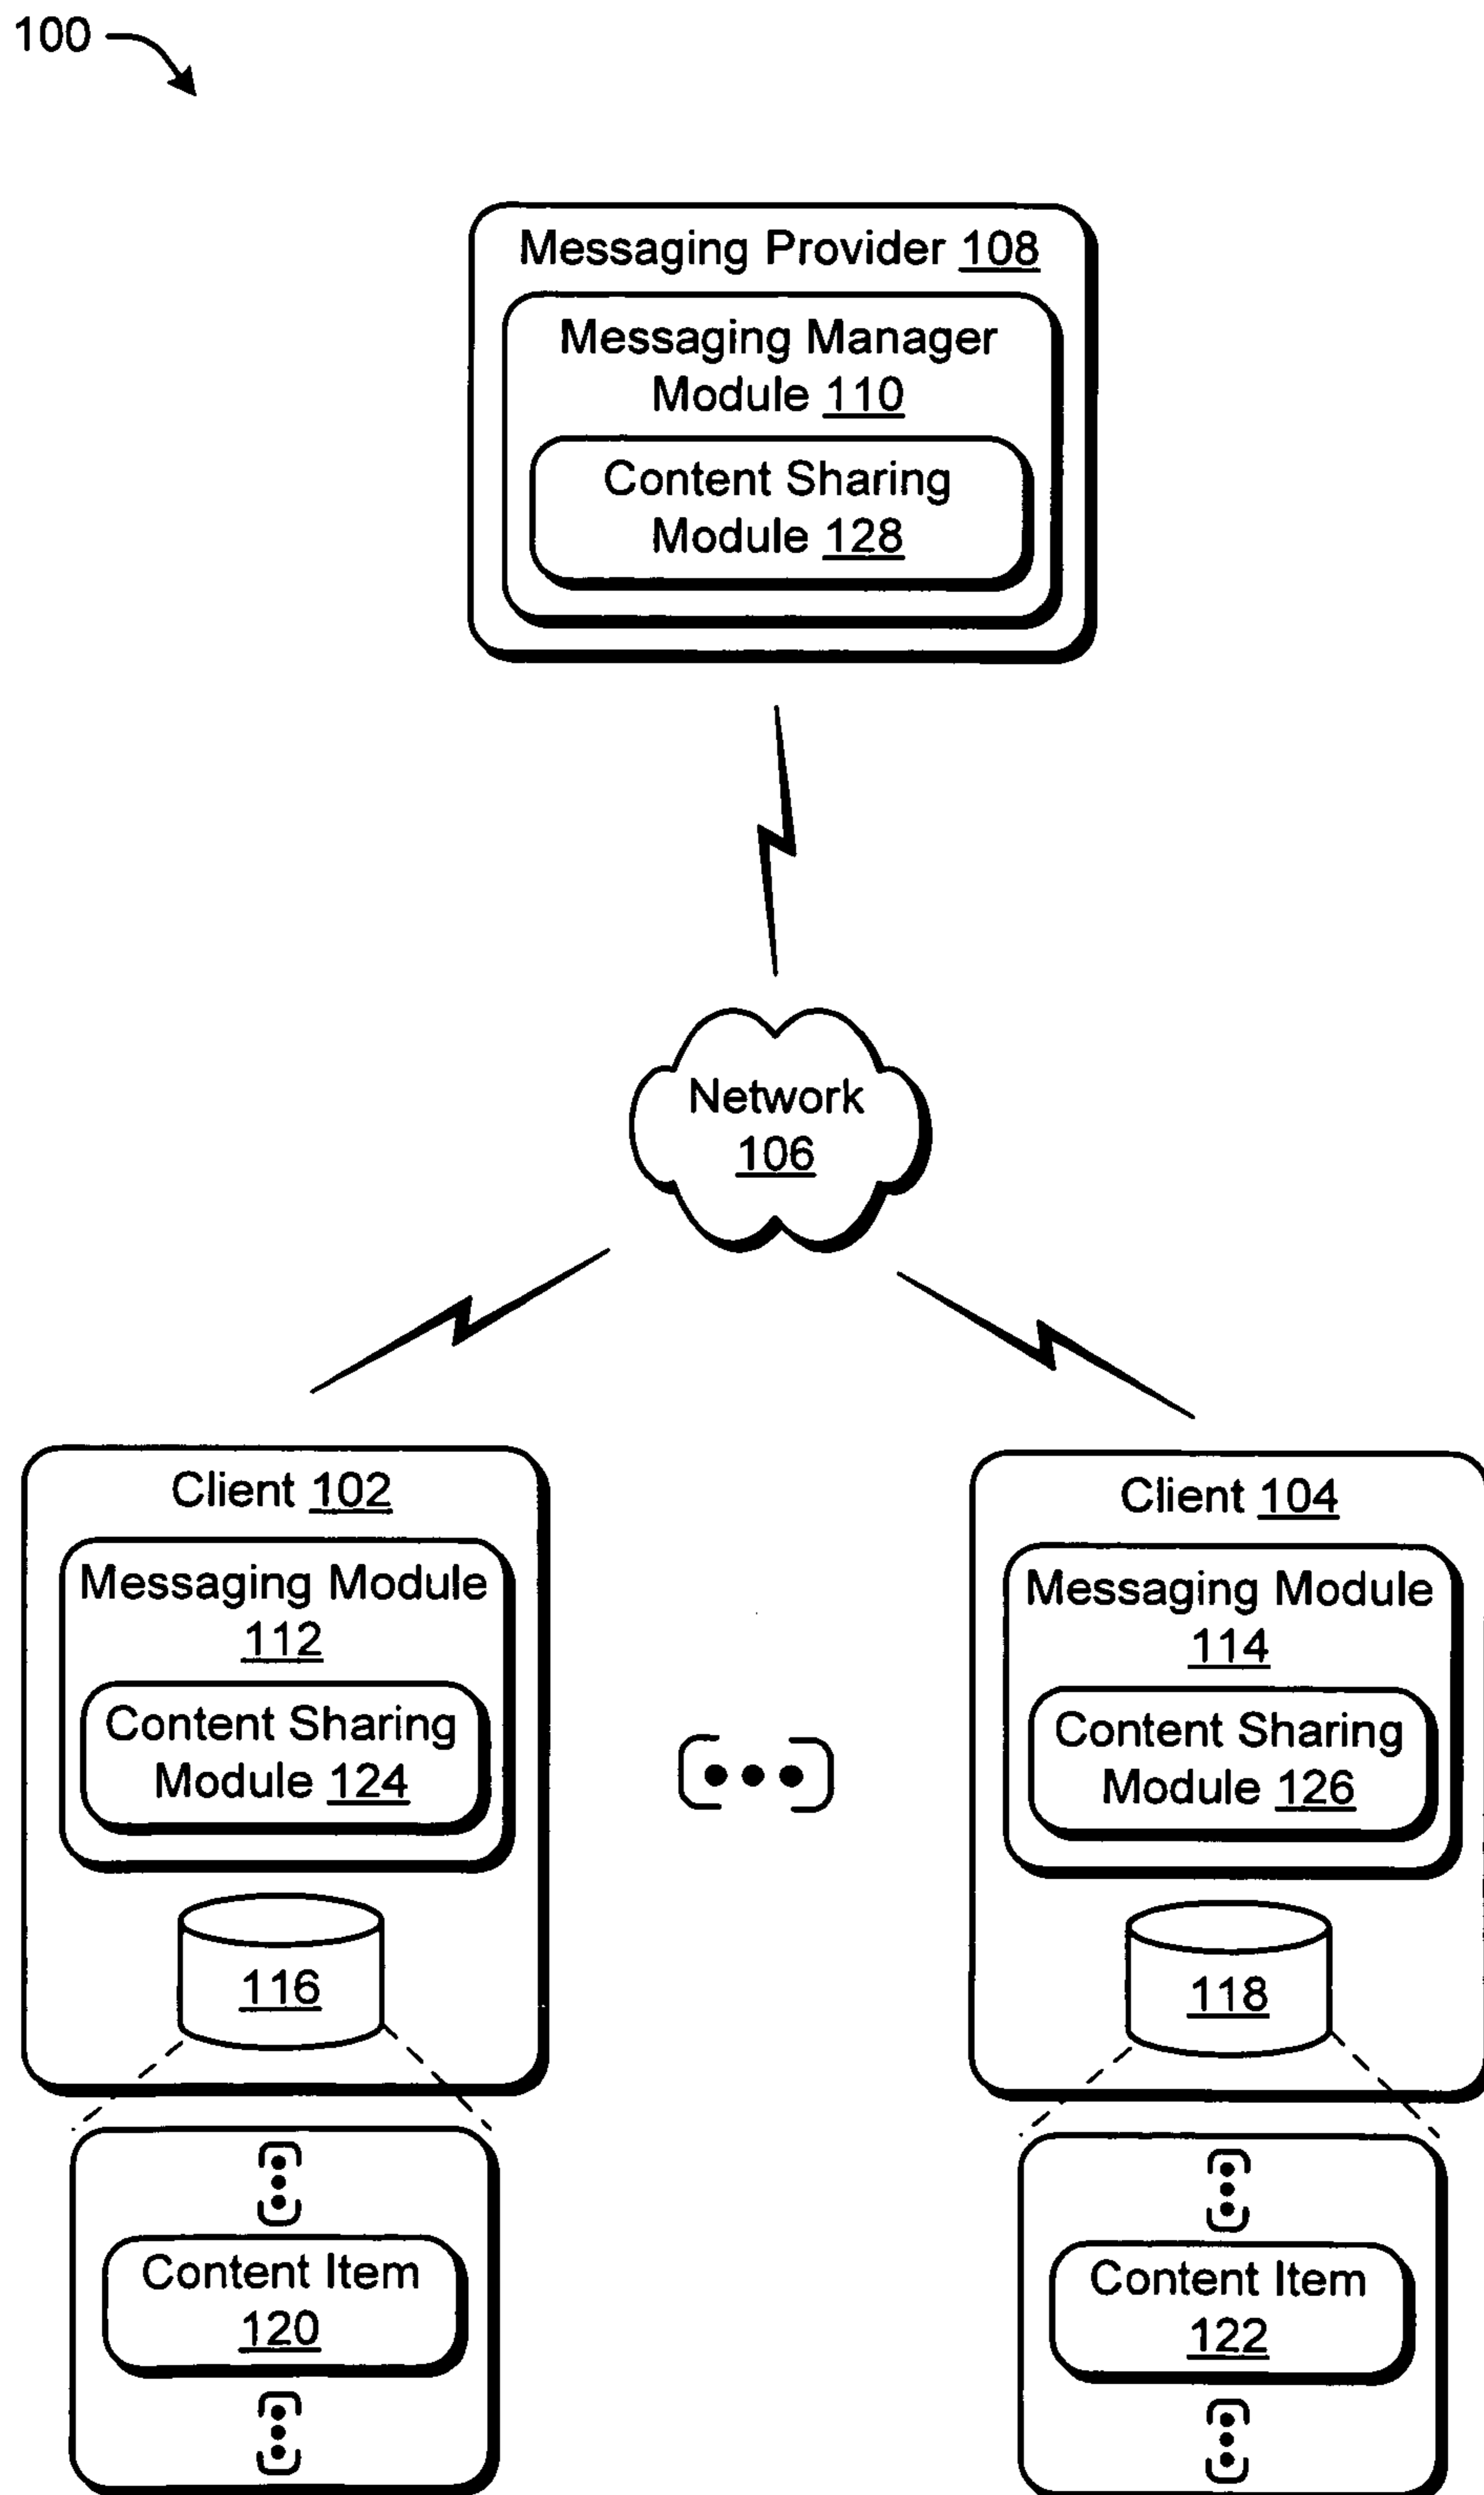 100
Messaging Provider 108
Messaging Manager
Module 110
Content Sharing
Module 128
Network
106
Client 102
Messaging Module
112
Content Sharing
Module 124
116
Content Item
120
Client 104
Messaging Module
114
Content Sharing
Module 126
118
Content Item
122